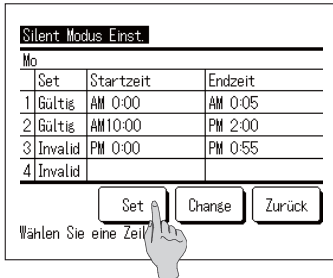 Silent Modus Einst.
Mo
Set Startzeit Endzeit
1 Gültig AM 0:00 AM 0:05
2 Gültig AM10:00 PM 2:00
3 Invalid PM 0:00 PM 0:55
4 Invalid
Set Change Zurück
Wählen Sie eine Zeil